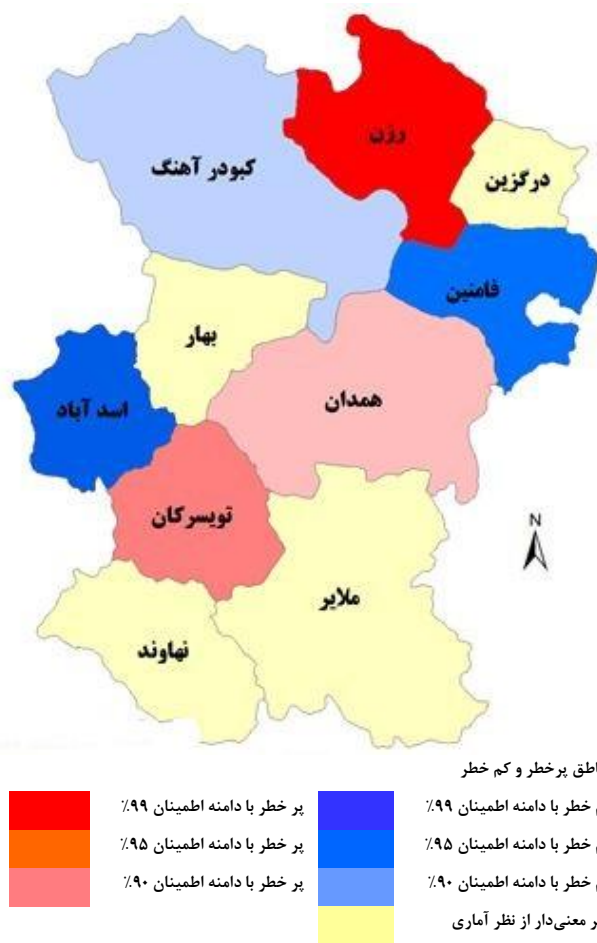 رزن
کبودر آهنگ
درگزین
فامنین
بهار
همدان
اسد آباد
تویسرکان
N
ملایر
نهاوند
پرخطر و کم خطر
پر خطر با دامنه اطمینان ۹۹٪
خطر با دامنه اطمینان ۹۹٪
پر خطر با دامنه اطمینان ۹۵٪
خطر با دامنه اطمینان ۹۵٪
پر خطر با دامنه اطمینان ۹۰٪
خطر با دامنه اطمینان ۹۰٪
معنی‌دار از نظر آماری